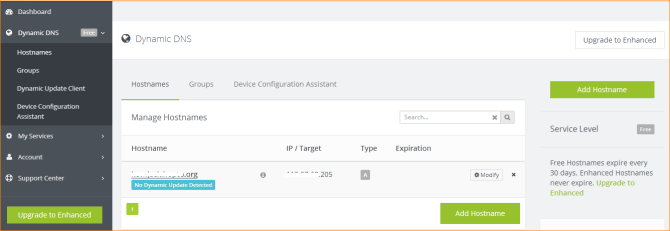 Dashboard
Dynamic DNS Free
Hostnames
Groups
Dynamic Update Client
Device Configuration
Assistant
My Services
Account
Support Center
Upgrade to Enhanced
Dynamic DNS
Upgrade to Enhanced
Hostnames Groups Device Configuration Assistant
Manage Hostnames
Search...
Hostname IP / Target Type Expiration
.org .205 A Modify
No Dynamic Update Detected
1
Add Hostname
Add Hostname
Service Level Free
Free Hostnames expire every
30 days. Enhanced Hostnames
never expire. Upgrade to
Enhanced